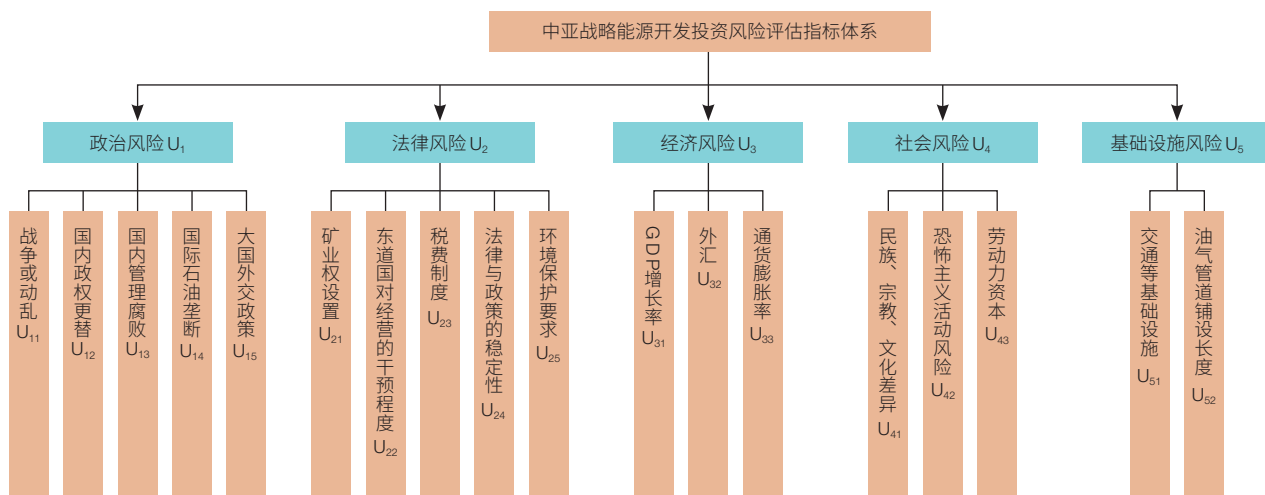 中亚战略能源开发投资风险评估指标体系
政治风险 U₁
法律风险 U₂
经济风险 U₃
社会风险 U₄
基础设施风险 U₅
战争或动乱 U₁₁
国内政权更替 U₁₂
国内管理腐败 U₁₃
国际石油垄断 U₁₄
大国外交政策 U₁₅
矿业权设置 U₂₁
东道国对经营的干预程度 U₂₂
税费制度 U₂₃
法律与政策的稳定性 U₂₄
环境保护要求 U₂₅
GDP增长率 U₃₁
外汇 U₃₂
通货膨胀率 U₃₃
民族、宗教、文化差异 U₄₁
恐怖主义活动风险 U₄₂
劳动力资本 U₄₃
交通等基础设施 U₅₁
油气管道铺设长度 U₅₂